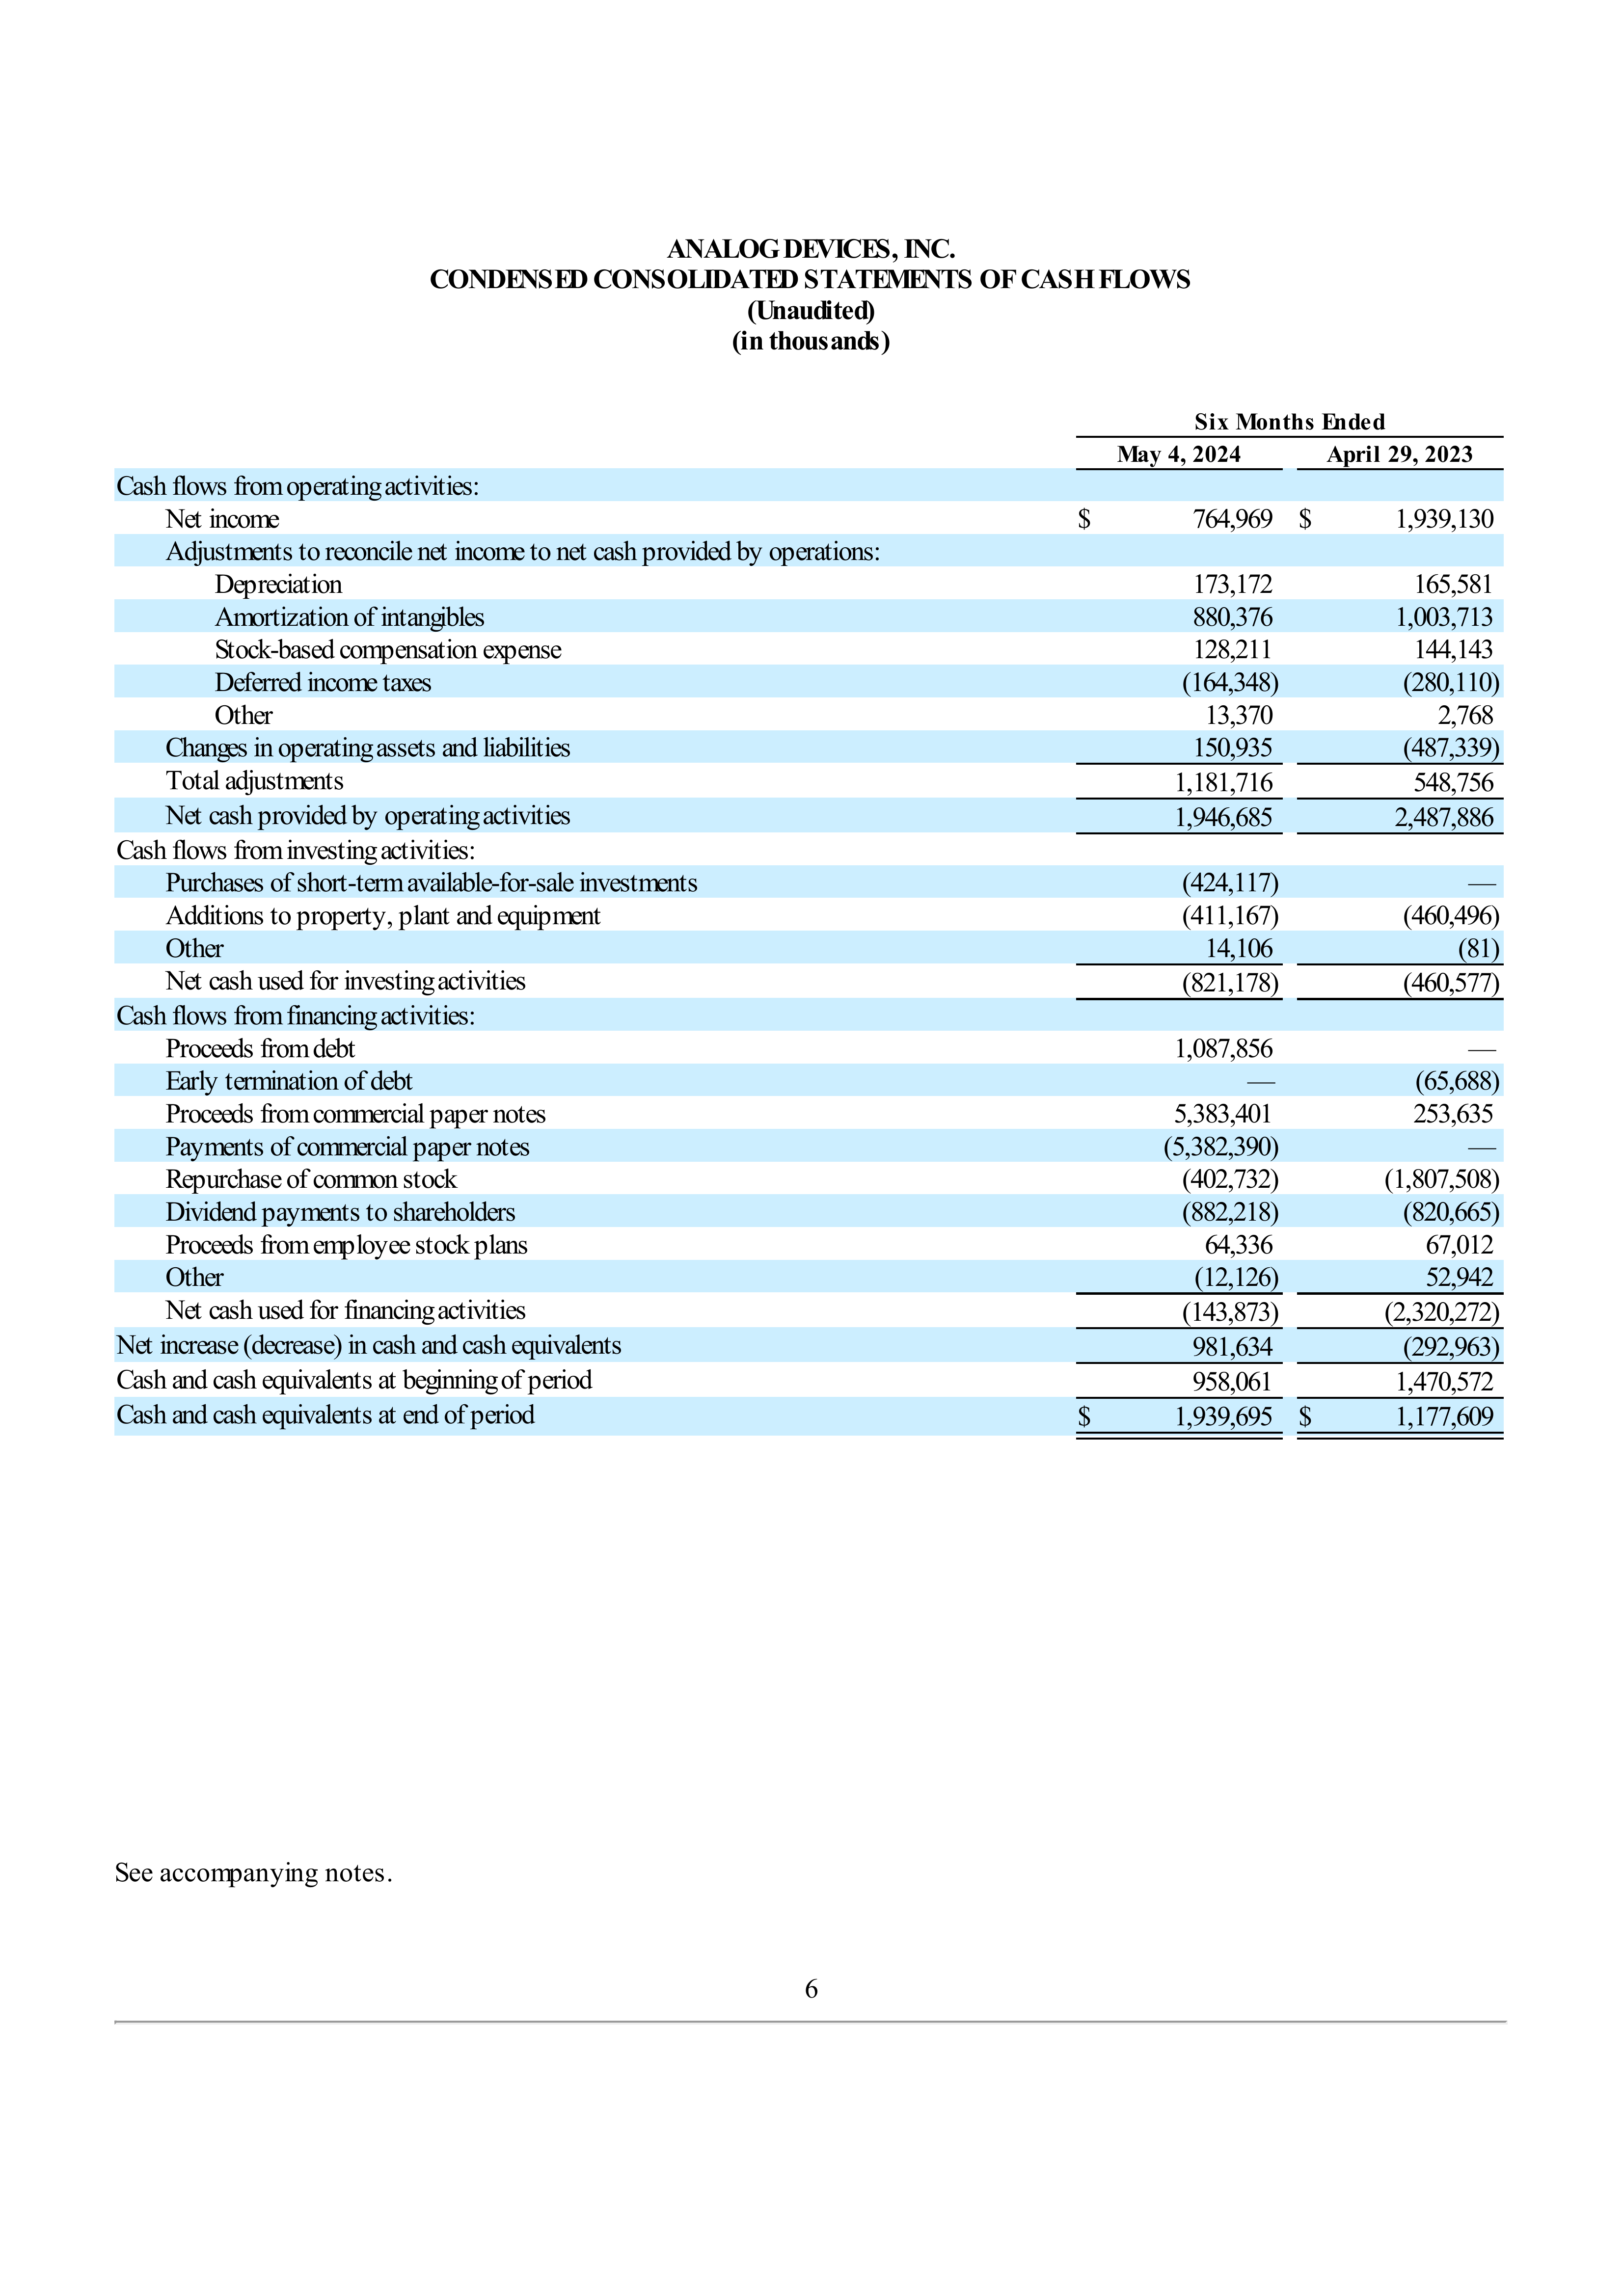 ANALOG DEVICES, INC.
CONDENSED CONSOLIDATED STATEMENTS OF CASH FLOWS
(Unaudited)
(in thousands)
Six Months Ended
May 4, 2024 April 29, 2023
Cash flows from operating activities:
Net income $ 764,969 $ 1,939,130
Adjustments to reconcile net income to net cash provided by operations:
Depreciation 173,172 165,581
Amortization of intangibles 880,376 1,003,713
Stock-based compensation expense 128,211 144,143
Deferred income taxes (164,348) (280,110)
Other 13,370 2,768
Changes in operating assets and liabilities 150,935 (487,339)
Total adjustments 1,181,716 548,756
Net cash provided by operating activities 1,946,685 2,487,886
Cash flows from investing activities:
Purchases of short-term available-for-sale investments (424,117) —
Additions to property, plant and equipment (411,167) (460,496)
Other 14,106 (81)
Net cash used for investing activities (821,178) (460,577)
Cash flows from financing activities:
Proceeds from debt 1,087,856 —
Early termination of debt — (65,688)
Proceeds from commercial paper notes 5,383,401 253,635
Payments of commercial paper notes (5,382,390) —
Repurchase of common stock (402,732) (1,807,508)
Dividend payments to shareholders (882,218) (820,665)
Proceeds from employee stock plans 64,336 67,012
Other (12,126) 52,942
Net cash used for financing activities (143,873) (2,320,272)
Net increase (decrease) in cash and cash equivalents 981,634 (292,963)
Cash and cash equivalents at beginning of period 958,061 1,470,572
Cash and cash equivalents at end of period $ 1,939,695 $ 1,177,609
See accompanying notes.
6